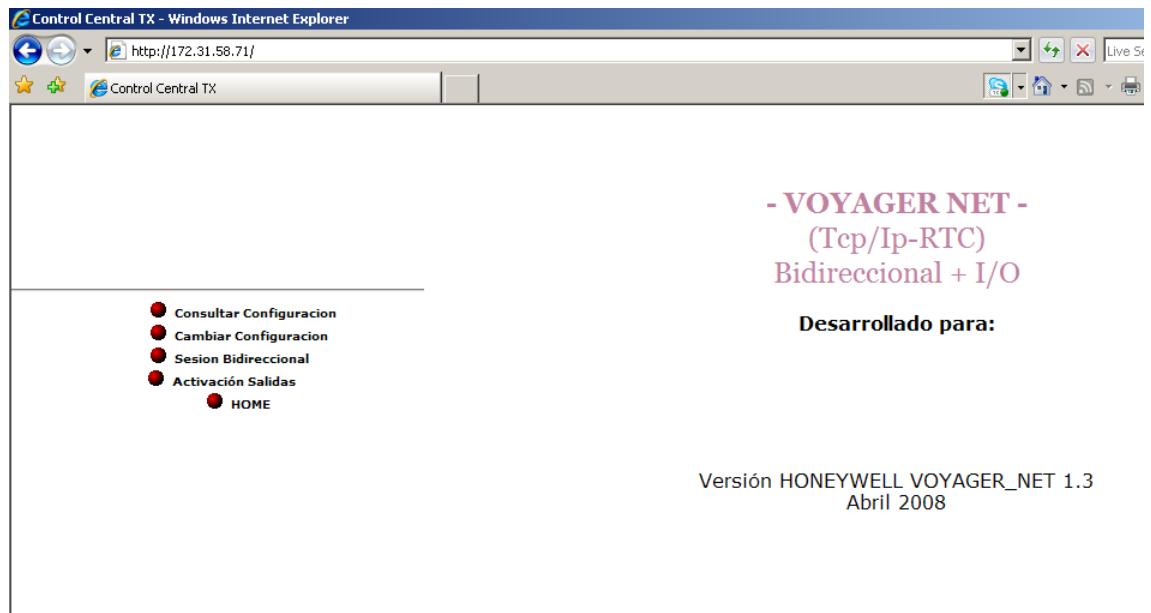 Control Central TX - Windows Internet Explorer
http://172.31.58.71/
Live Se
Control Central TX
- VOYAGER NET -
(Tcp/Ip-RTC)
Bidireccional + I/O
Consultar Configuracion
Cambiar Configuracion
Sesion Bidireccional
Activación Salidas
HOME
Desarrollado para:
Versión HONEYWELL VOYAGER_NET 1.3
Abril 2008